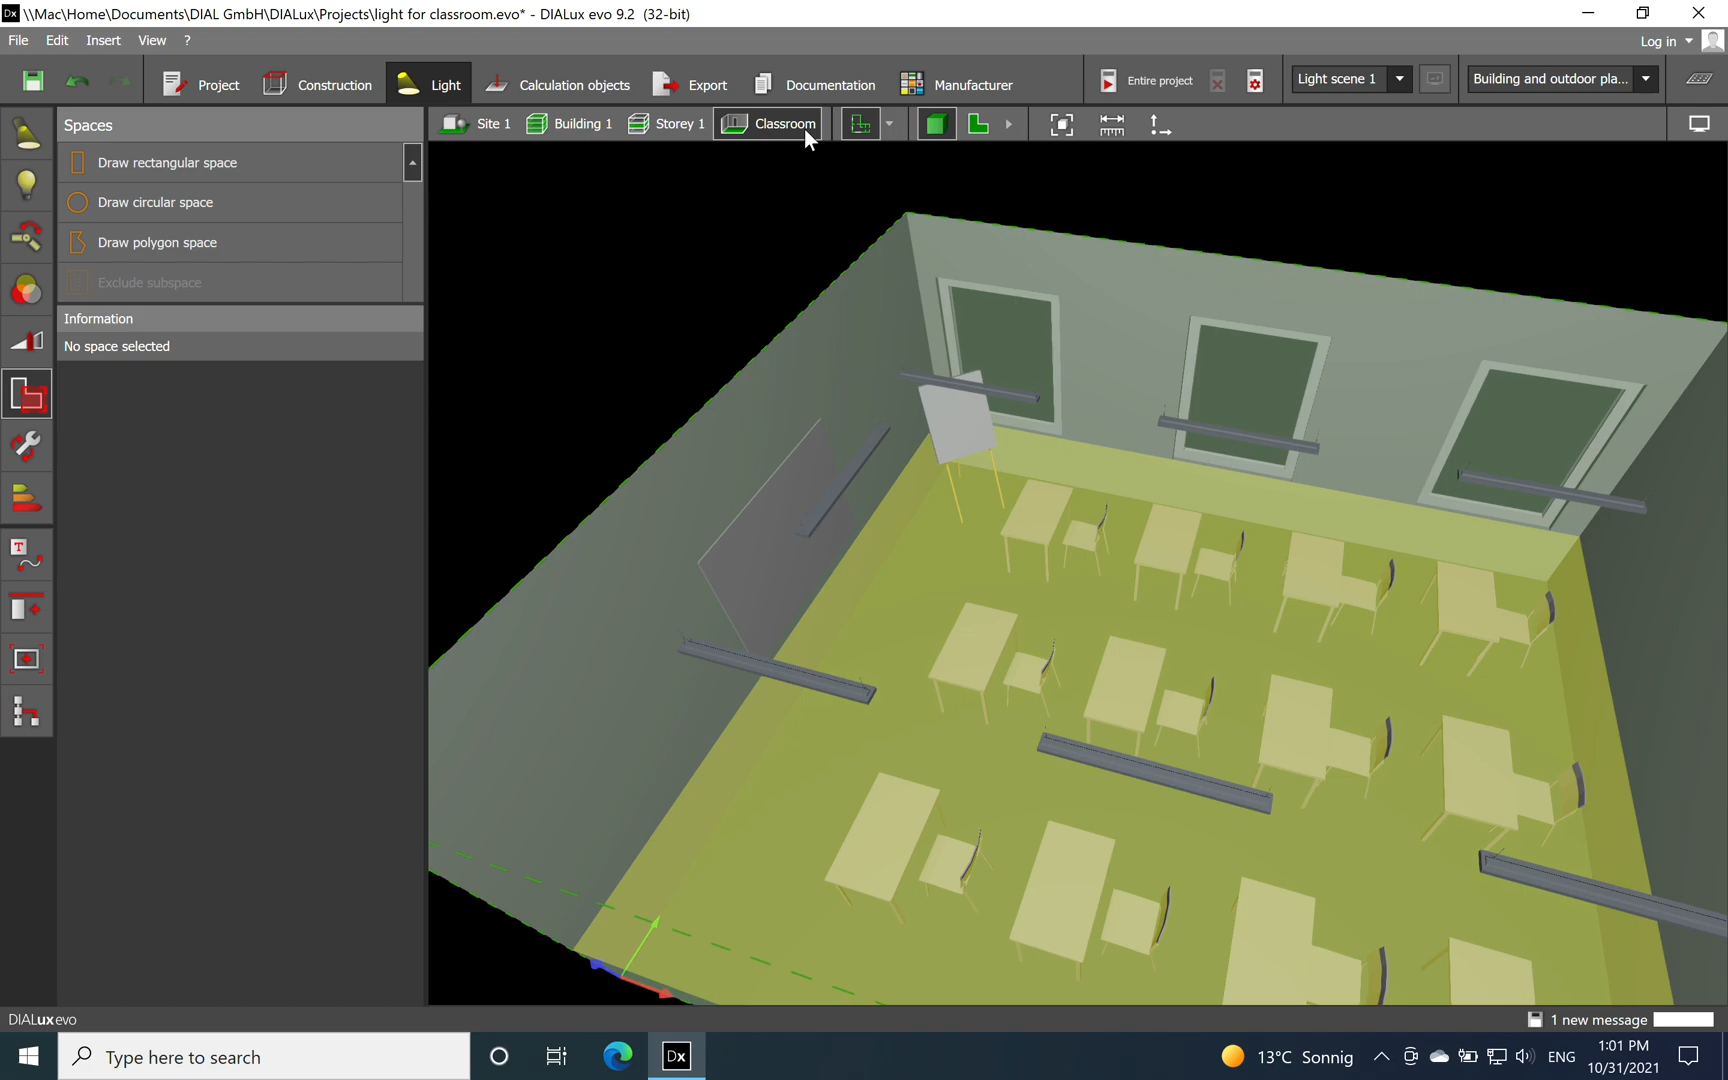 Dx \\Mac\Home\Documents\DIAL GmbH\DIALux\Projects\light for classroom.evo* - DIALux evo 9.2 (32-bit)
File Edit Insert View ? Log in
Project Construction Light Calculation objects Export Documentation Manufacturer Entire project Light scene 1 Building and outdoor pla...
Spaces
Site 1 Building 1 Storey 1 Classroom
Draw rectangular space
Draw circular space
Draw polygon space
Exclude subspace
Information
No space selected
T
DIALux evo
1 new message
Type here to search
Dx
13°C Sonnig
ENG
1:01 PM
10/31/2021